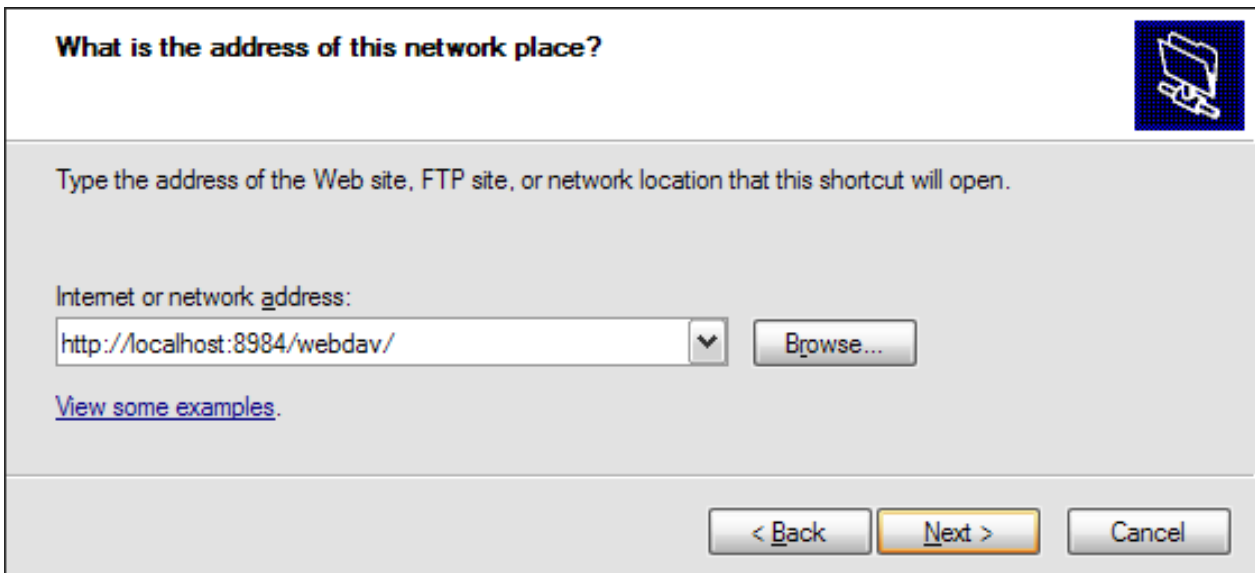 What is the address of this network place?
Type the address of the Web site, FTP site, or network location that this shortcut will open.
Internet or network address:
http://localhost:8984/webdav/
Browse...
View some examples.
< Back
Next >
Cancel